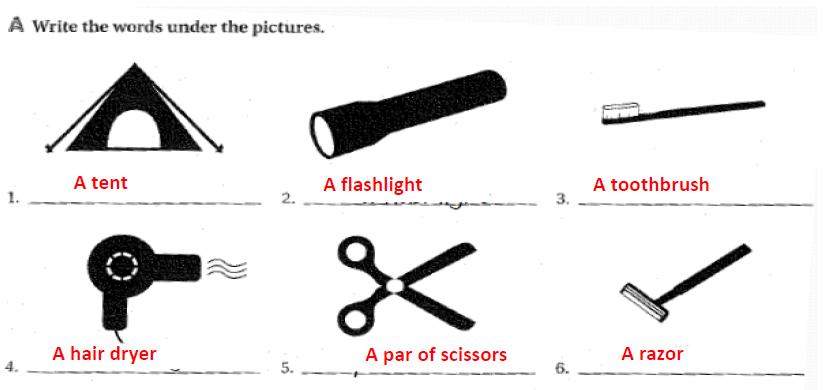 A Write the words under the pictures.
1. A tent
2. A flashlight
3. A toothbrush
4. A hair dryer
5. A par of scissors
6. A razor